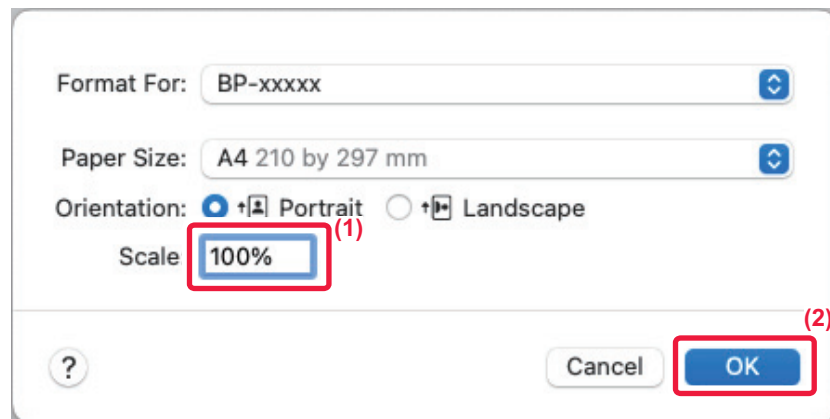 Format For: BP-xxxxx
Paper Size: A4 210 by 297 mm
Orientation: Portrait Landscape
(1)
Scale 100%
(2)
? Cancel OK